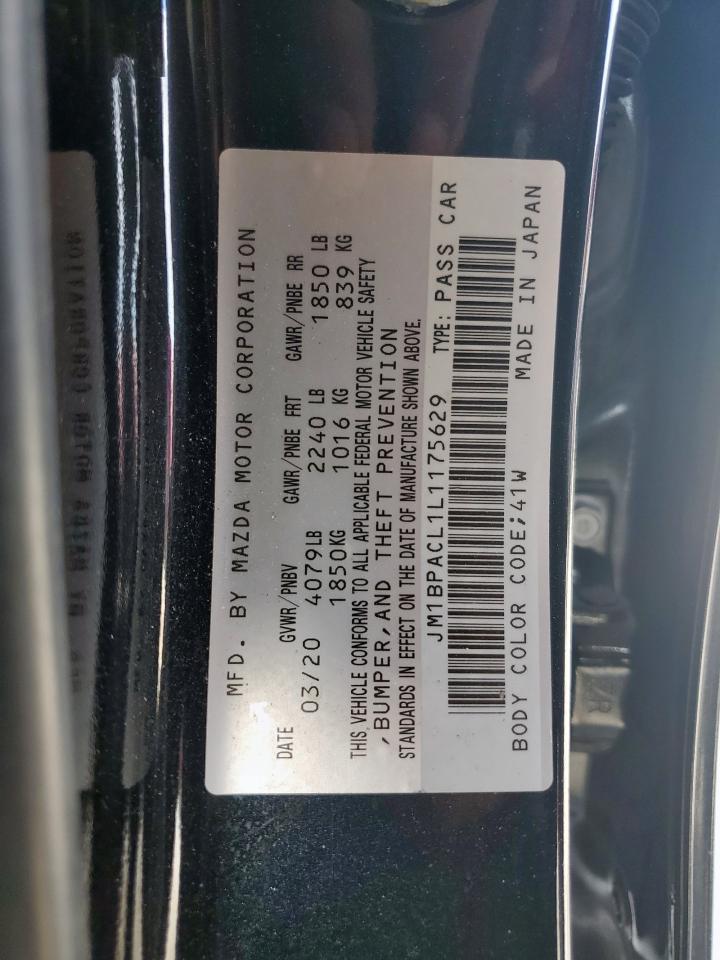 MFD. BY MAZDA MOTOR CORPORATION
DATE GVWR/PNBV GAWR/PNBE FRT GAWR/PNBE RR
03/20 4079LB 2240 LB 1850 LB
1850KG 1016 KG 839 KG
THIS VEHICLE CONFORMS TO ALL APPLICABLE FEDERAL MOTOR VEHICLE SAFETY
,BUMPER,AND THEFT PREVENTION
STANDARDS IN EFFECT ON THE DATE OF MANUFACTURE SHOWN ABOVE.
JM1BPACL1L1175629 TYPE: PASS CAR
BODY COLOR CODE;41W MADE IN JAPAN